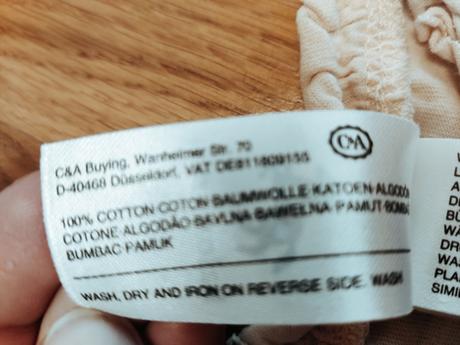 C&A
C&A Buying, Wanheimer Str. 70
D-40468 Düsseldorf, VAT DE811809155
100% COTTON·COTON·BAUMWOLLE·KATOEN·ALGODÓN
COTONE·ALGODÃO·BAVLNA·BAWEŁNA·PAMUT·BOMBAŽ
BUMBAC·PAMUK
WASH, DRY AND IRON ON REVERSE SIDE. WASH